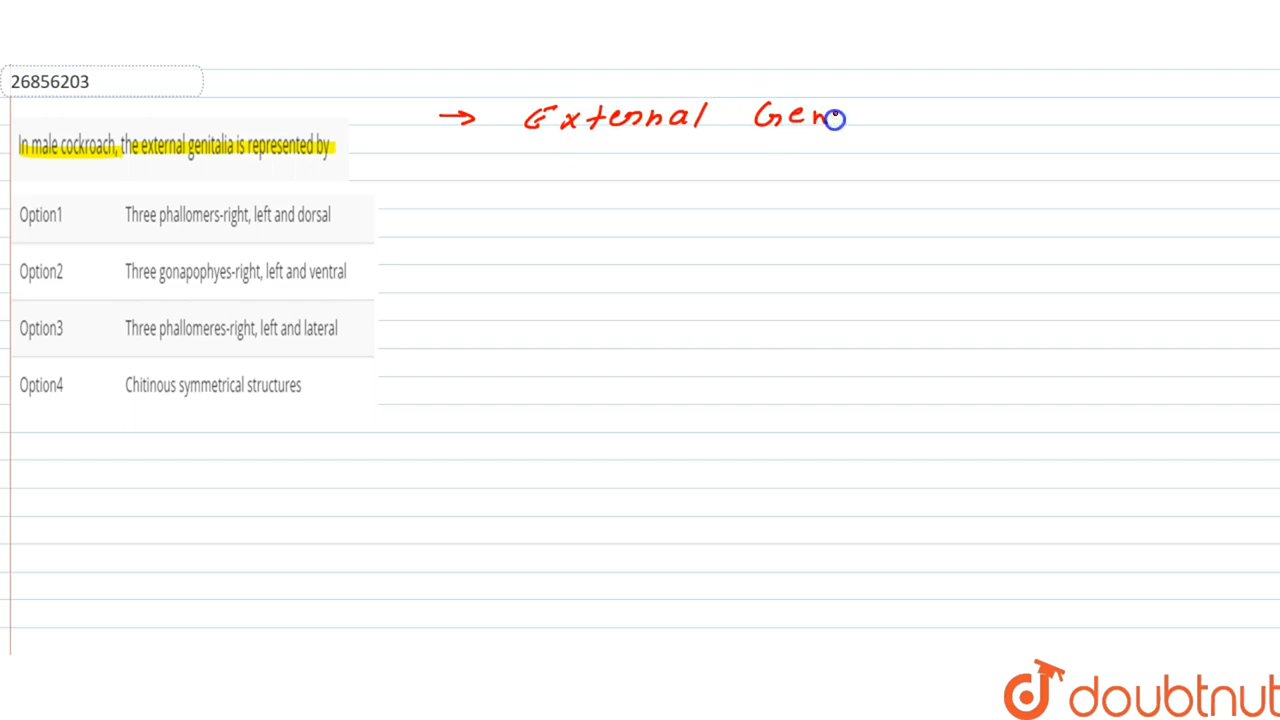 26856203
→ External Gen
In male cockroach, the external genitalia is represented by
Option1 Three phallomers-right, left and dorsal
Option2 Three gonapophyes-right, left and ventral
Option3 Three phallomeres-right, left and lateral
Option4 Chitinous symmetrical structures
doubtnut